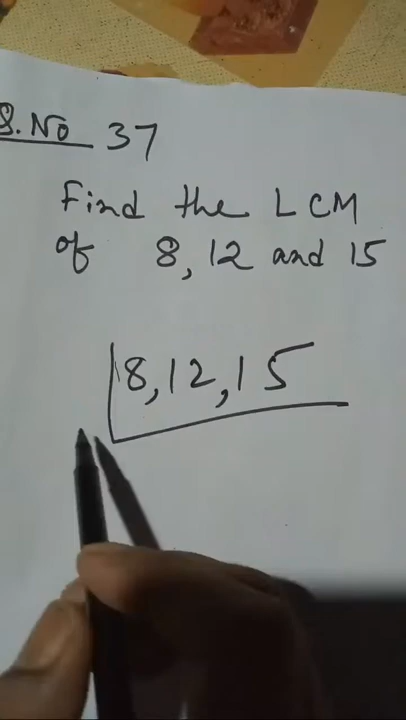 Q.No 37
Find the LCM
of 8, 12 and 15
8, 12, 15